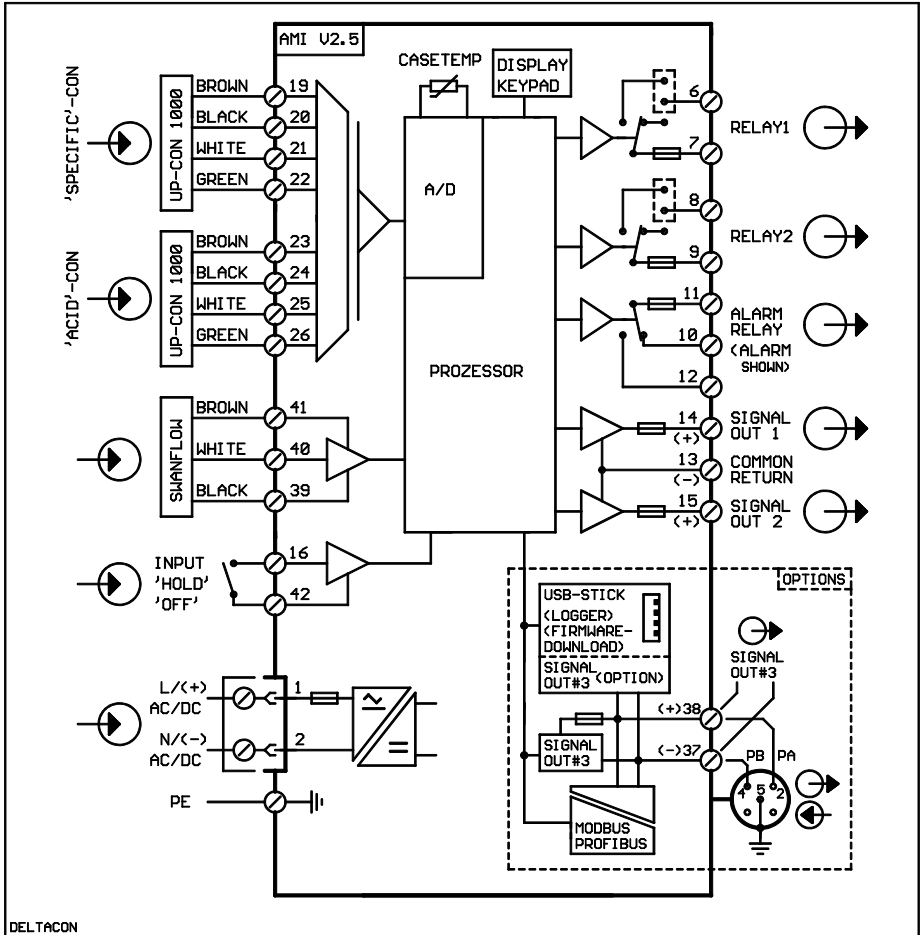 AMI V2.5
CASETEMP
DISPLAY
KEYPAD
'SPECIFIC'-CON
UP-CON 1000
BROWN 19
BLACK 20
WHITE 21
GREEN 22
'ACID'-CON
UP-CON 1000
BROWN 23
BLACK 24
WHITE 25
GREEN 26
SWANFLOW
BROWN 41
WHITE 40
BLACK 39
INPUT
'HOLD'
'OFF'
16
42
L/(+)
AC/DC
1
N/(-)
AC/DC
2
PE
A/D
PROZESSOR
6
7
RELAY1
8
9
RELAY2
11
10
12
ALARM
RELAY
(ALARM
SHOWN)
14
(+)
SIGNAL
OUT 1
13
(-)
COMMON
RETURN
15
(+)
SIGNAL
OUT 2
OPTIONS
USB-STICK
(LOGGER)
(FIRMWARE-
DOWNLOAD)
SIGNAL
OUT#3 (OPTION)
SIGNAL
OUT#3
(+)38
SIGNAL
OUT#3
(-)37
PB PA
4 5 2
MODBUS
PROFIBUS
DELTACON